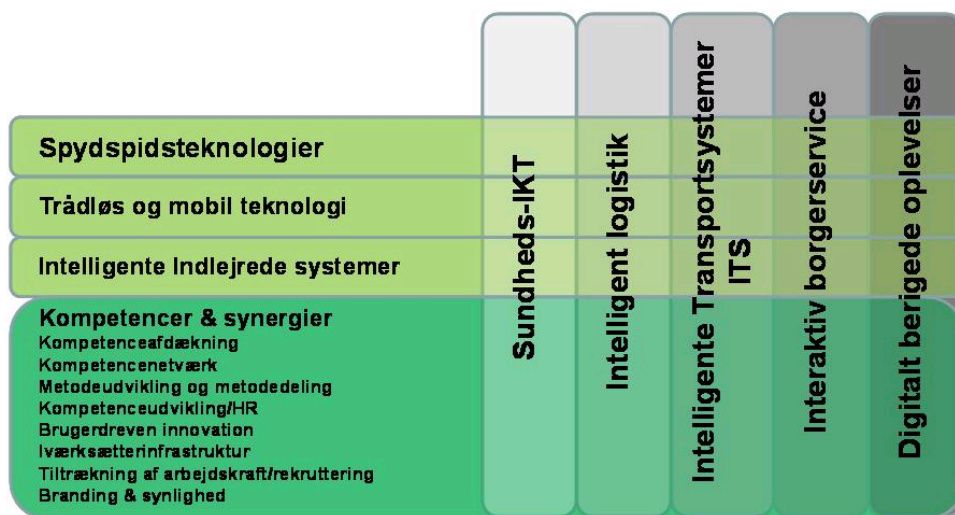 Spydspidsteknologier
Trådløs og mobil teknologi
Intelligente Indlejrede systemer
Kompetencer & synergier
Kompetenceafdækning
Kompetencenetværk
Metodeudvikling og metodedeling
Kompetenceudvikling/HR
Brugerdreven innovation
Iværksætterinfrastruktur
Tiltrækning af arbejdskraft/rekruttering
Branding & synlighed
Sundheds-IKT
Intelligent logistik
Intelligente Transportsystemer
ITS
Interaktiv borgerservice
Digitalt berigede oplevelser